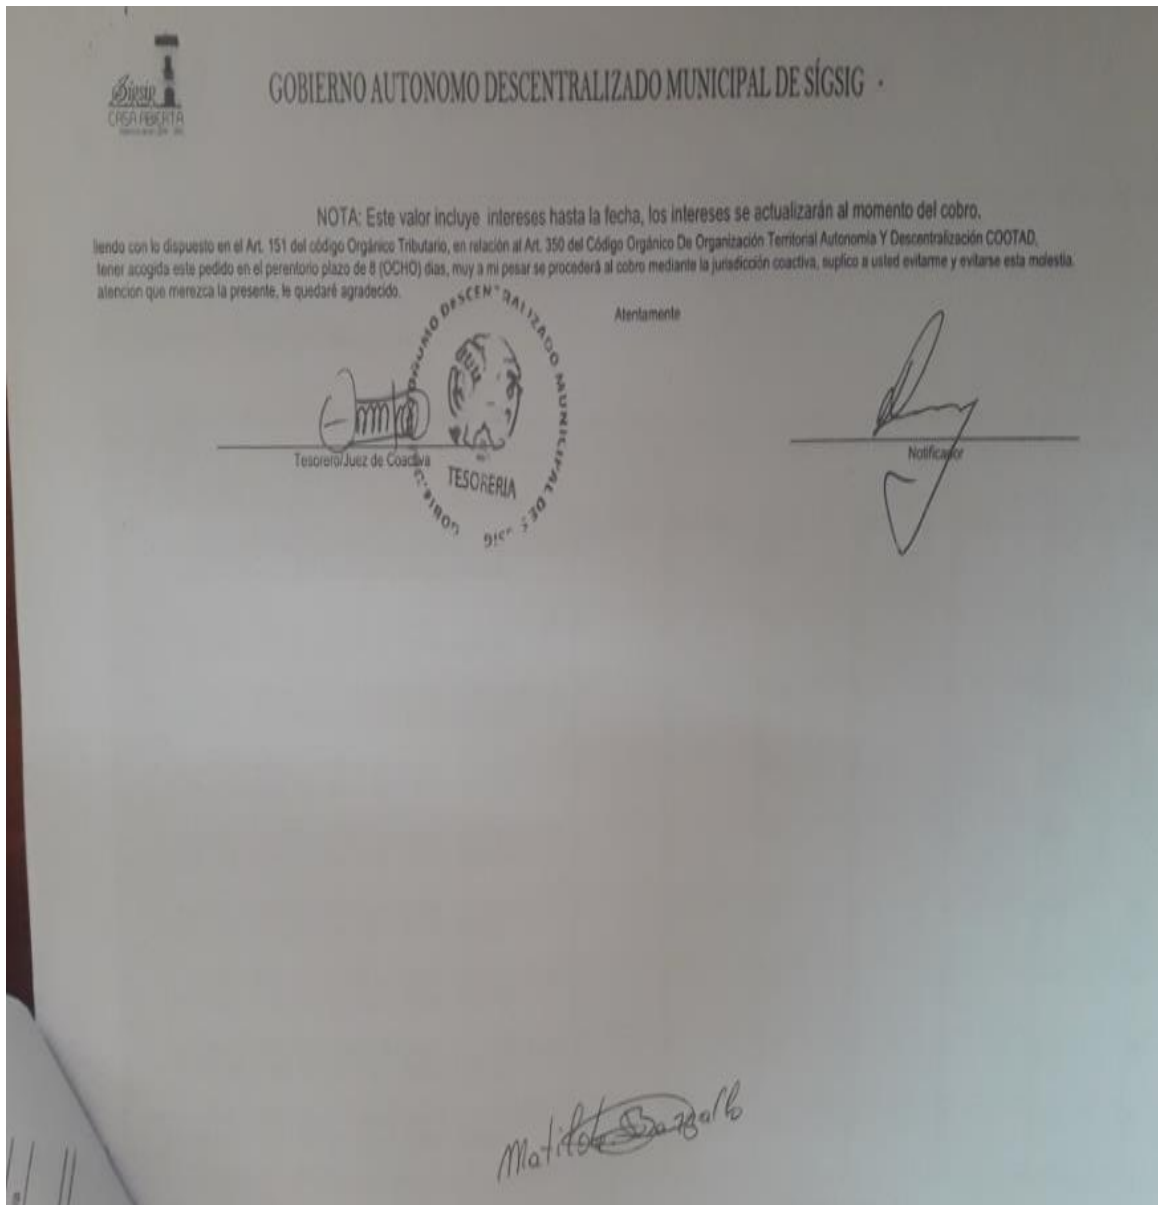 Sigsig
CASA ABIERTA
GOBIERNO AUTONOMO DESCENTRALIZADO MUNICIPAL DE SÍGSIG
NOTA: Este valor incluye intereses hasta la fecha, los intereses se actualizarán al momento del cobro.
liendo con lo dispuesto en el Art. 151 del código Orgánico Tributario, en relación al Art. 350 del Código Orgánico De Organización Territorial Autonomía Y Descentralización COOTAD,
tener acogida este pedido en el perentorio plazo de 8 (OCHO) dias, muy a mi pesar se procederá al cobro mediante la jurisdicción coactiva, suplico a usted evitarme y evitarse esta molestia.
atencion que merezca la presente, le quedaré agradecido.
Atentamente
DESCENTRALIZADO MUNICIPAL DE
TESORERIA
Tesorero/Juez de Coactiva
Notificador
Matilde